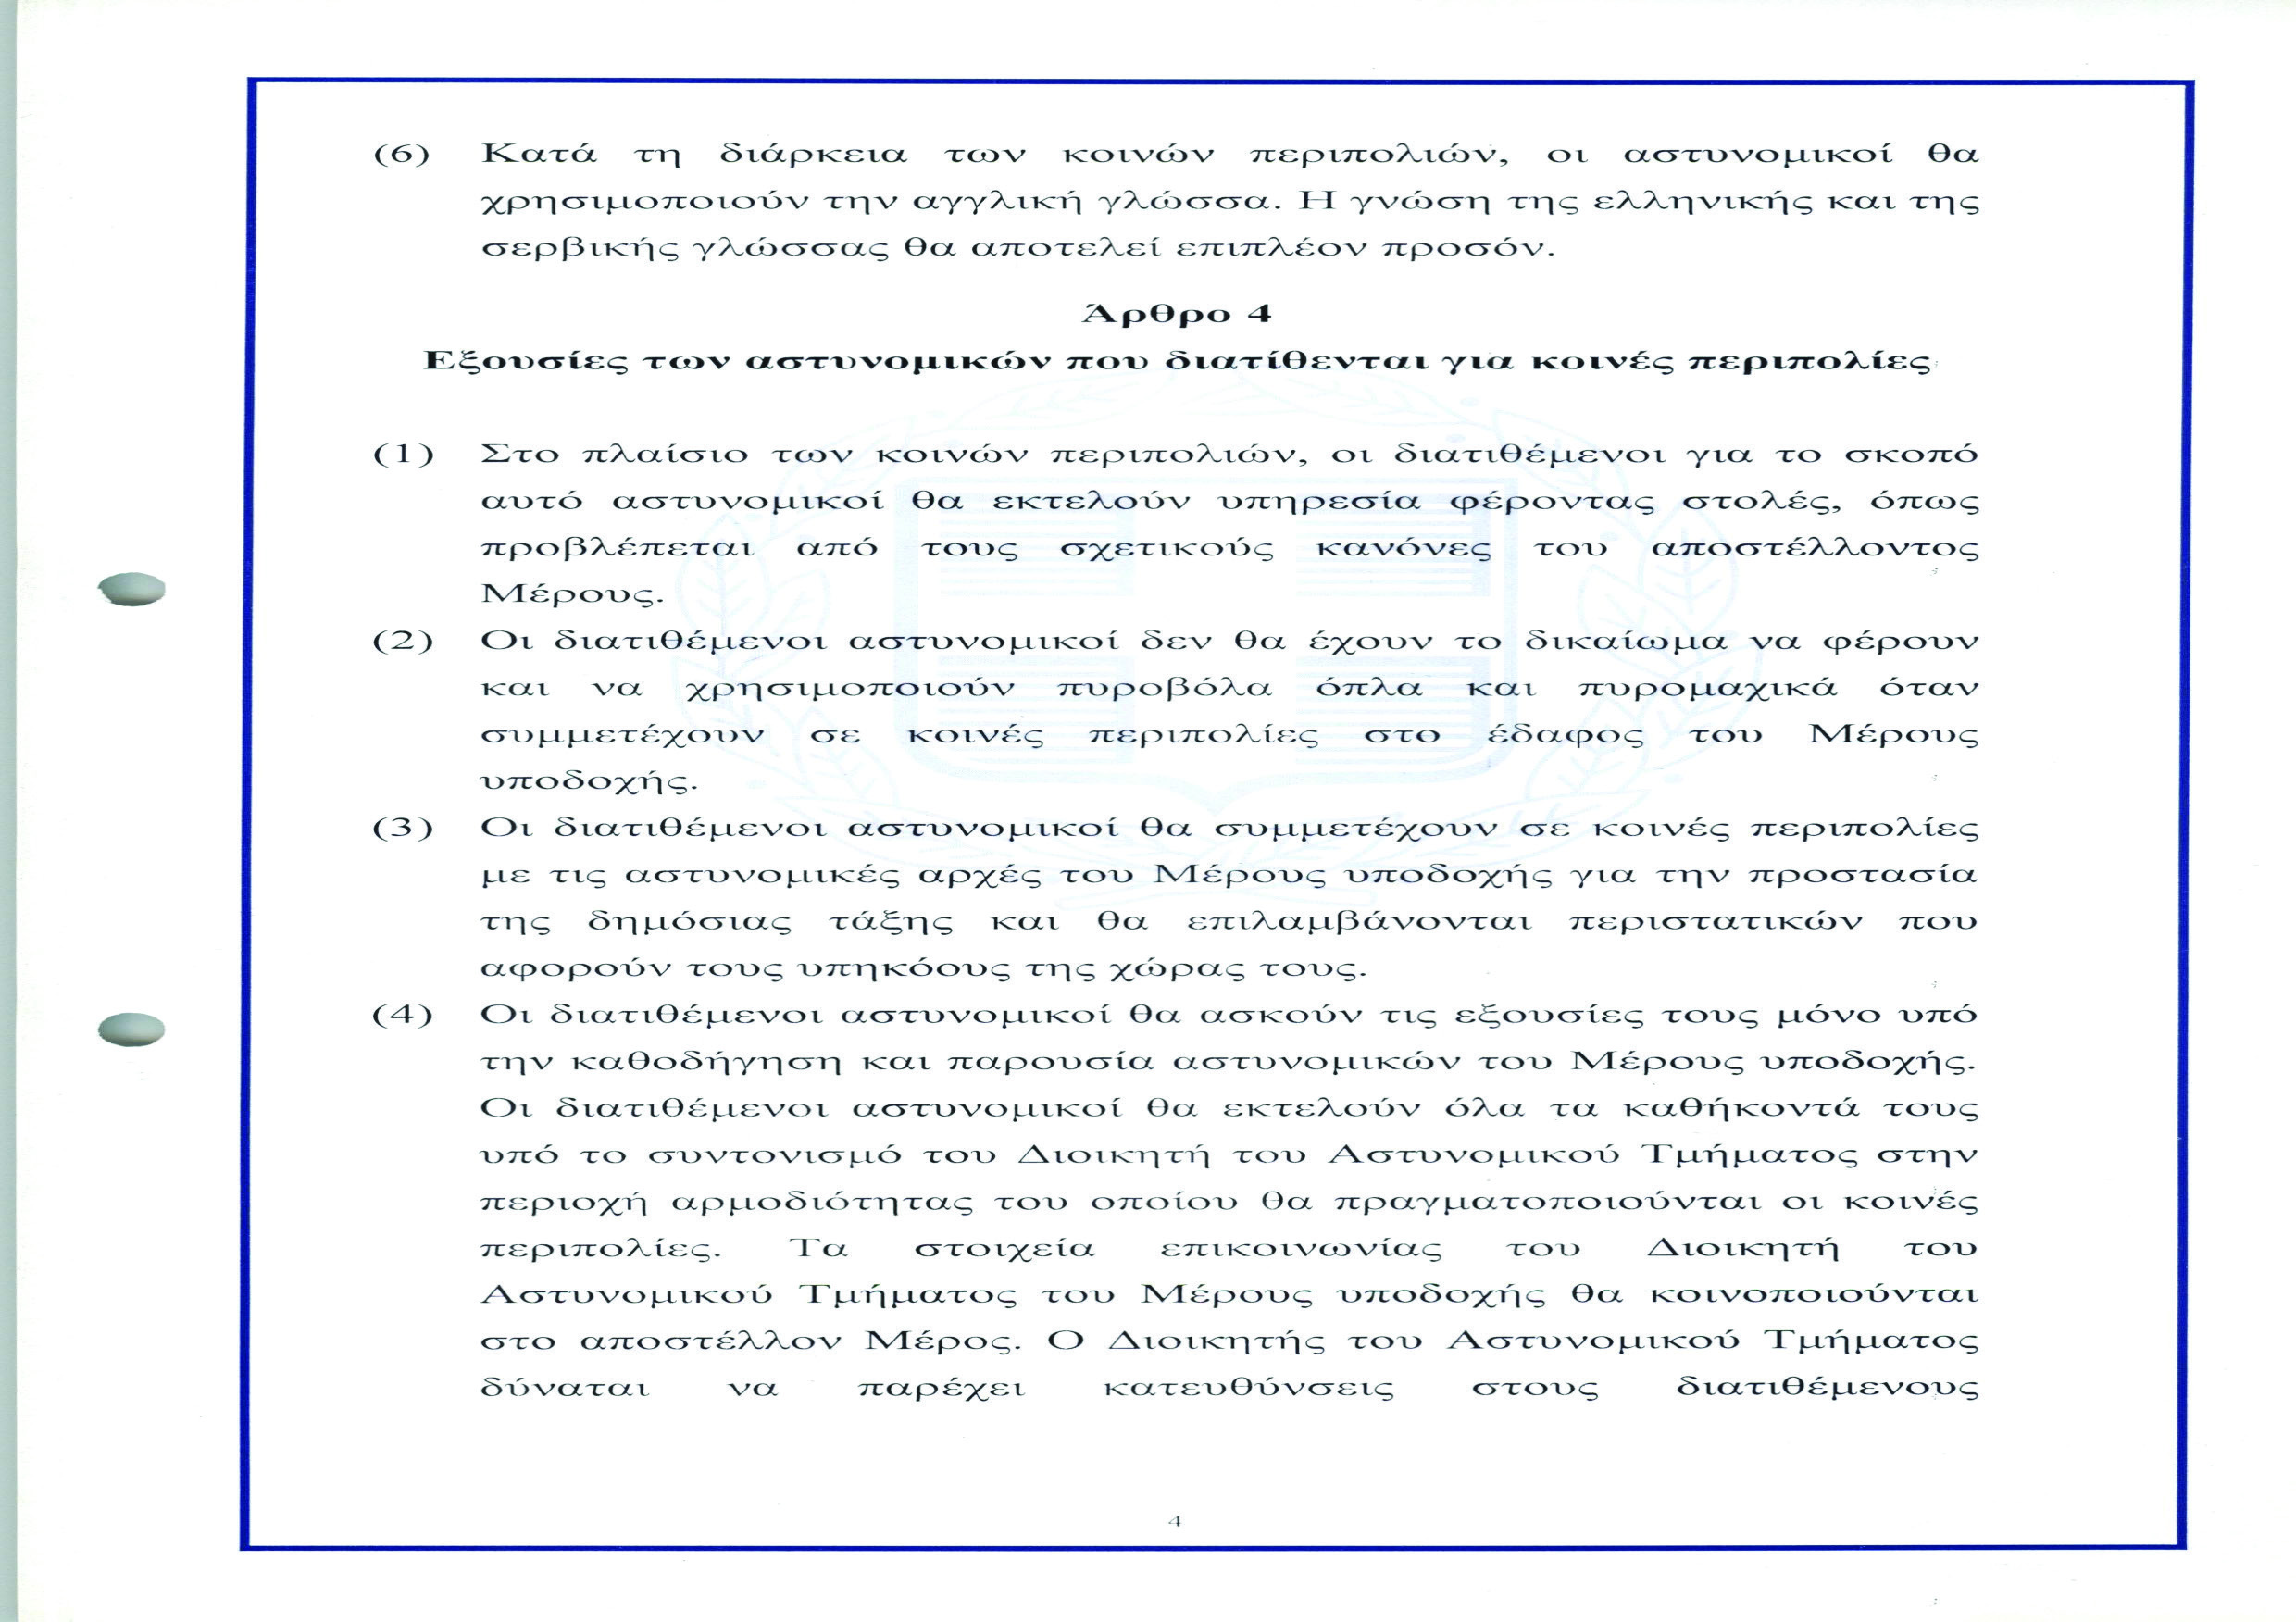 (6) Κατά τη διάρκεια των κοινών περιπολιών, οι αστυνομικοί θα
χρησιμοποιούν την αγγλική γλώσσα. Η γνώση της ελληνικής και της
σερβικής γλώσσας θα αποτελεί επιπλέον προσόν.
Άρθρο 4
Εξουσίες των αστυνομικών που διατίθενται για κοινές περιπολίες
(1) Στο πλαίσιο των κοινών περιπολιών, οι διατιθέμενοι για το σκοπό
αυτό αστυνομικοί θα εκτελούν υπηρεσία φέροντας στολές, όπως
προβλέπεται από τους σχετικούς κανόνες του αποστέλλοντος
Μέρους.
(2) Οι διατιθέμενοι αστυνομικοί δεν θα έχουν το δικαίωμα να φέρουν
και να χρησιμοποιούν πυροβόλα όπλα και πυρομαχικά όταν
συμμετέχουν σε κοινές περιπολίες στο έδαφος του Μέρους
υποδοχής.
(3) Οι διατιθέμενοι αστυνομικοί θα συμμετέχουν σε κοινές περιπολίες
με τις αστυνομικές αρχές του Μέρους υποδοχής για την προστασία
της δημόσιας τάξης και θα επιλαμβάνονται περιστατικών που
αφορούν τους υπηκόους της χώρας τους.
(4) Οι διατιθέμενοι αστυνομικοί θα ασκούν τις εξουσίες τους μόνο υπό
την καθοδήγηση και παρουσία αστυνομικών του Μέρους υποδοχής.
Οι διατιθέμενοι αστυνομικοί θα εκτελούν όλα τα καθήκοντά τους
υπό το συντονισμό του Διοικητή του Αστυνομικού Τμήματος στην
περιοχή αρμοδιότητας του οποίου θα πραγματοποιούνται οι κοινές
περιπολίες. Τα στοιχεία επικοινωνίας του Διοικητή του
Αστυνομικού Τμήματος του Μέρους υποδοχής θα κοινοποιούνται
στο αποστέλλον Μέρος. Ο Διοικητής του Αστυνομικού Τμήματος
δύναται να παρέχει κατευθύνσεις στους διατιθέμενους
4